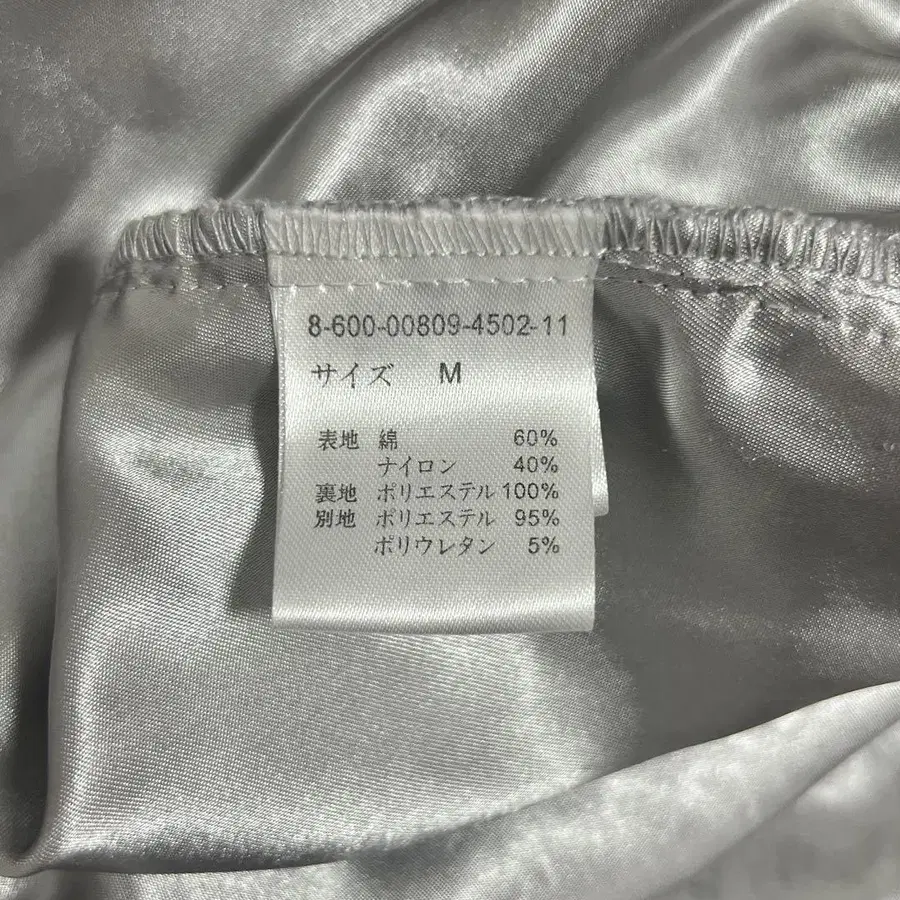 8-600-00809-4502-11
サイズ M
表地 綿 60%
ナイロン 40%
裏地 ポリエステル 100%
別地 ポリエステル 95%
ポリウレタン 5%